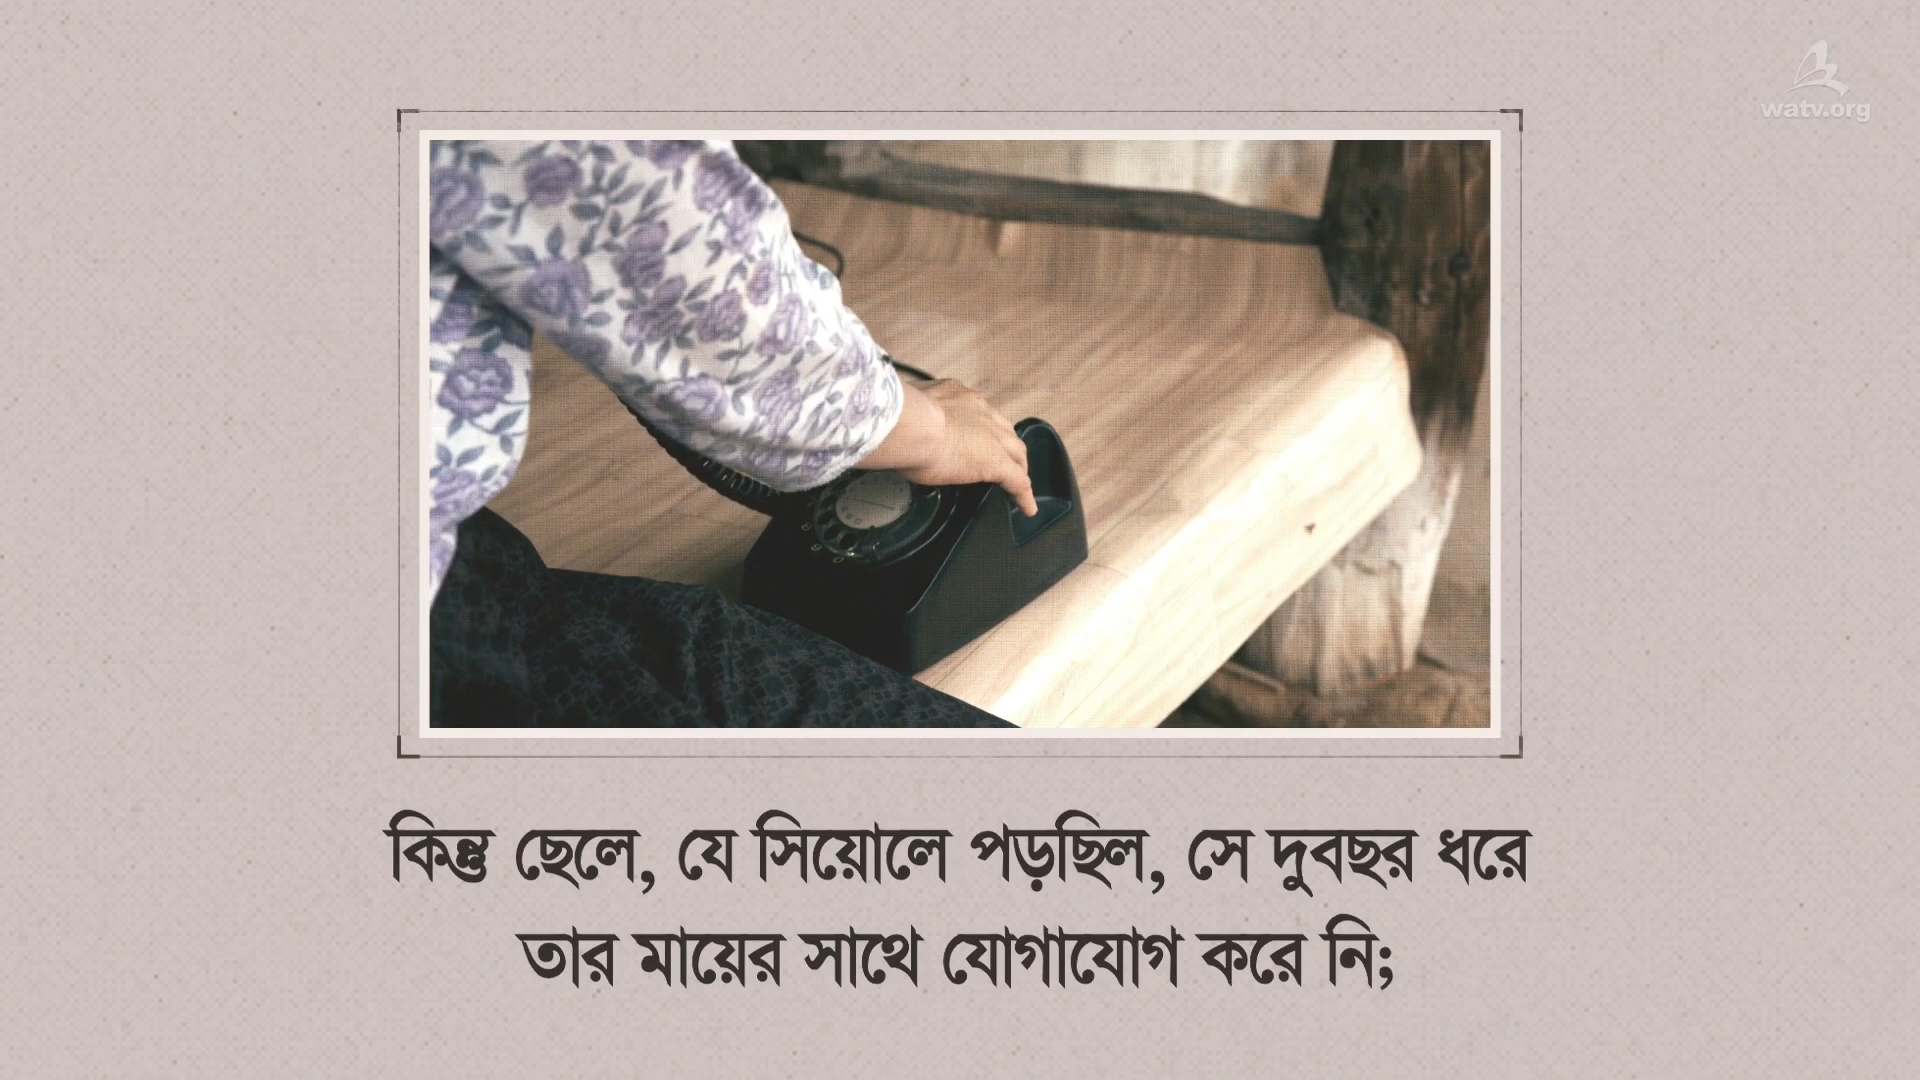 watv.org
কিন্তু ছেলে, যে সিয়োলে পড়ছিল, সে দুবছর ধরে
তার মায়ের সাথে যোগাযোগ করে নি;